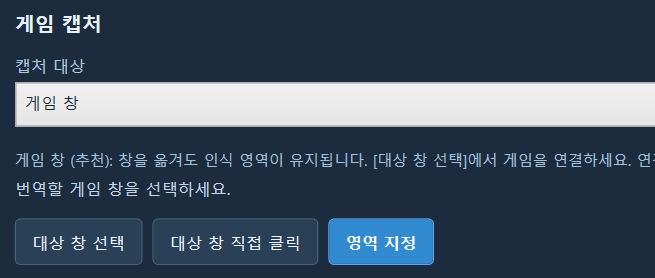 게임 캡처
캡처 대상
게임 창
게임 창 (추천): 창을 옮겨도 인식 영역이 유지됩니다. [대상 창 선택]에서 게임을 연결하세요.
번역할 게임 창을 선택하세요.
대상 창 선택 대상 창 직접 클릭 영역 지정